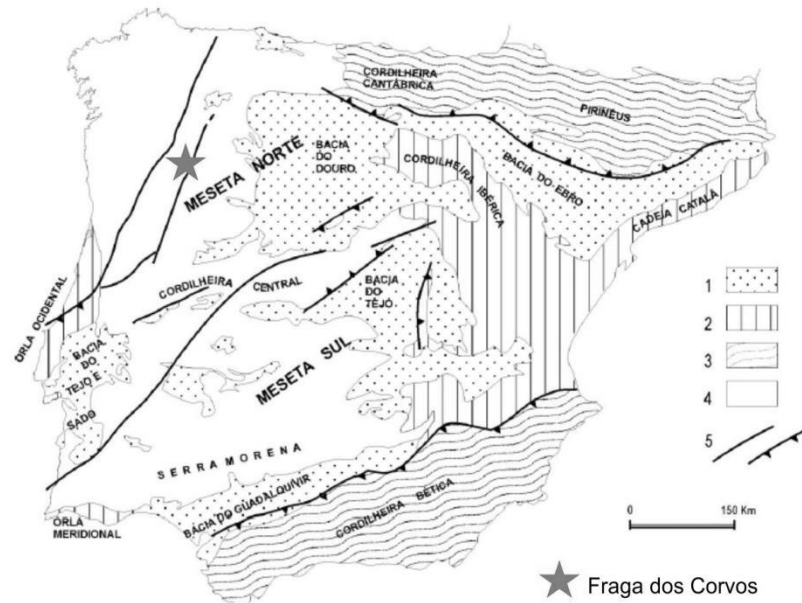 CORDILHEIRA
CANTÁBRICA
PIRINÉUS
MESETA NORTE
BACIA
DO
DOURO
CORDILHEIRA IBÉRICA
BACIA DO EBRO
CADEIA CATALÃ
ORLA OCIDENTAL
CORDILHEIRA
CENTRAL
BACIA
DO
TEJO
BACIA
DO
TEJO E
SADO
MESETA SUL
SERRA MORENA
BACIA DO GUADALQUIVIR
CORDILHEIRA BÉTICA
ORLA
MERIDIONAL
1
2
3
4
5
0 150 Km
Fraga dos Corvos